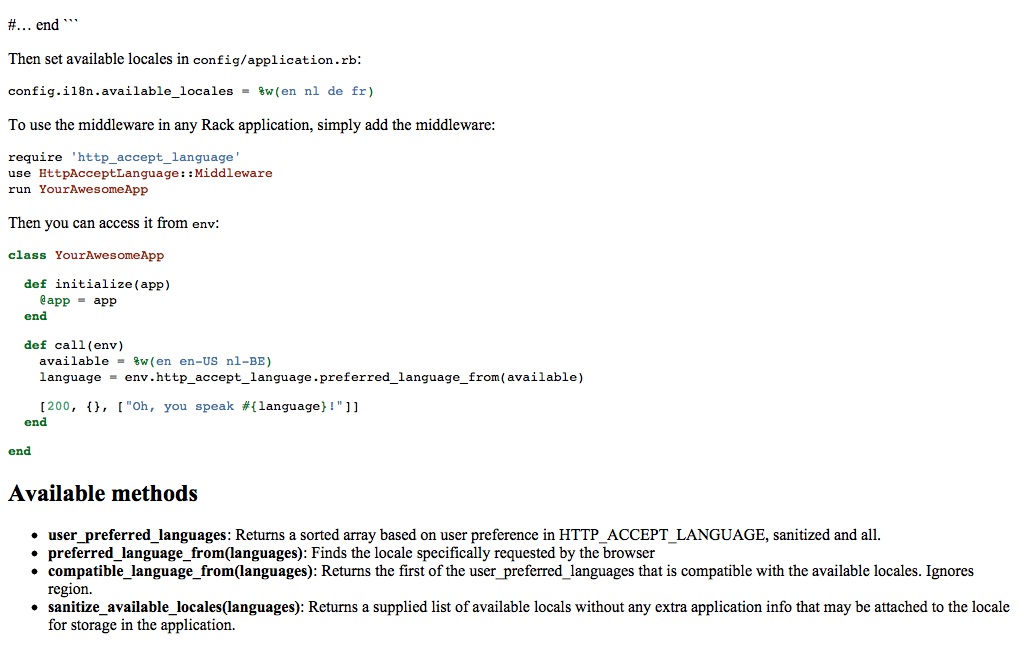 #… end ```
Then set available locales in config/application.rb:
config.i18n.available_locales = %w(en nl de fr)
To use the middleware in any Rack application, simply add the middleware:
require 'http_accept_language'
use HttpAcceptLanguage::Middleware
run YourAwesomeApp
Then you can access it from env:
class YourAwesomeApp
  def initialize(app)
    @app = app
  end
  def call(env)
    available = %w(en en-US nl-BE)
    language = env.http_accept_language.preferred_language_from(available)
    [200, {}, ["Oh, you speak #{language}!"]]
  end
end
Available methods
• user_preferred_languages: Returns a sorted array based on user preference in HTTP_ACCEPT_LANGUAGE, sanitized and all.
• preferred_language_from(languages): Finds the locale specifically requested by the browser
• compatible_language_from(languages): Returns the first of the user_preferred_languages that is compatible with the available locales. Ignores
region.
• sanitize_available_locales(languages): Returns a supplied list of available locals without any extra application info that may be attached to the locale
for storage in the application.